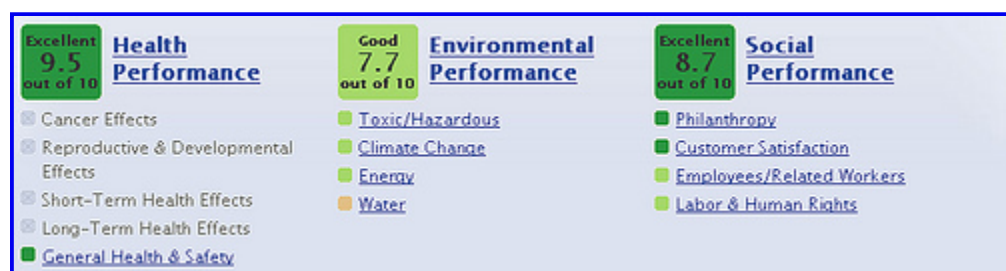 Excellent
9.5
out of 10
Health
Performance
Cancer Effects
Reproductive & Developmental
Effects
Short-Term Health Effects
Long-Term Health Effects
General Health & Safety
Good
7.7
out of 10
Environmental
Performance
Toxic/Hazardous
Climate Change
Energy
Water
Excellent
8.7
out of 10
Social
Performance
Philanthropy
Customer Satisfaction
Employees/Related Workers
Labor & Human Rights